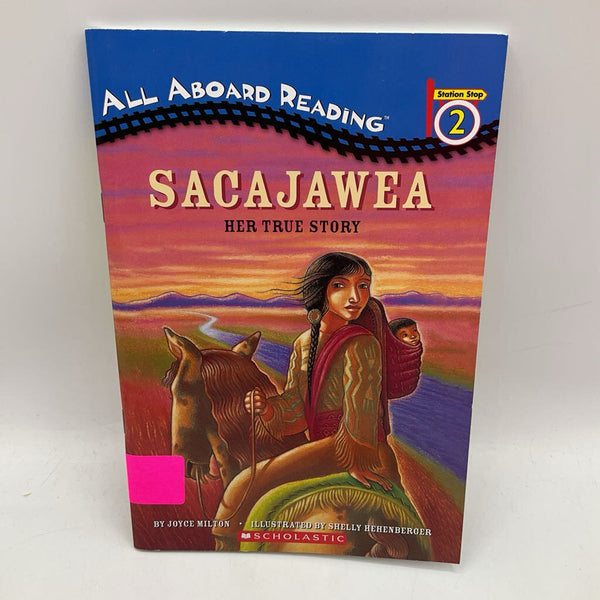 ALL ABOARD READING™
Station Stop
2
SACAJAWEA
HER TRUE STORY
BY JOYCE MILTON • ILLUSTRATED BY SHELLY HEHENBERGER
SCHOLASTIC